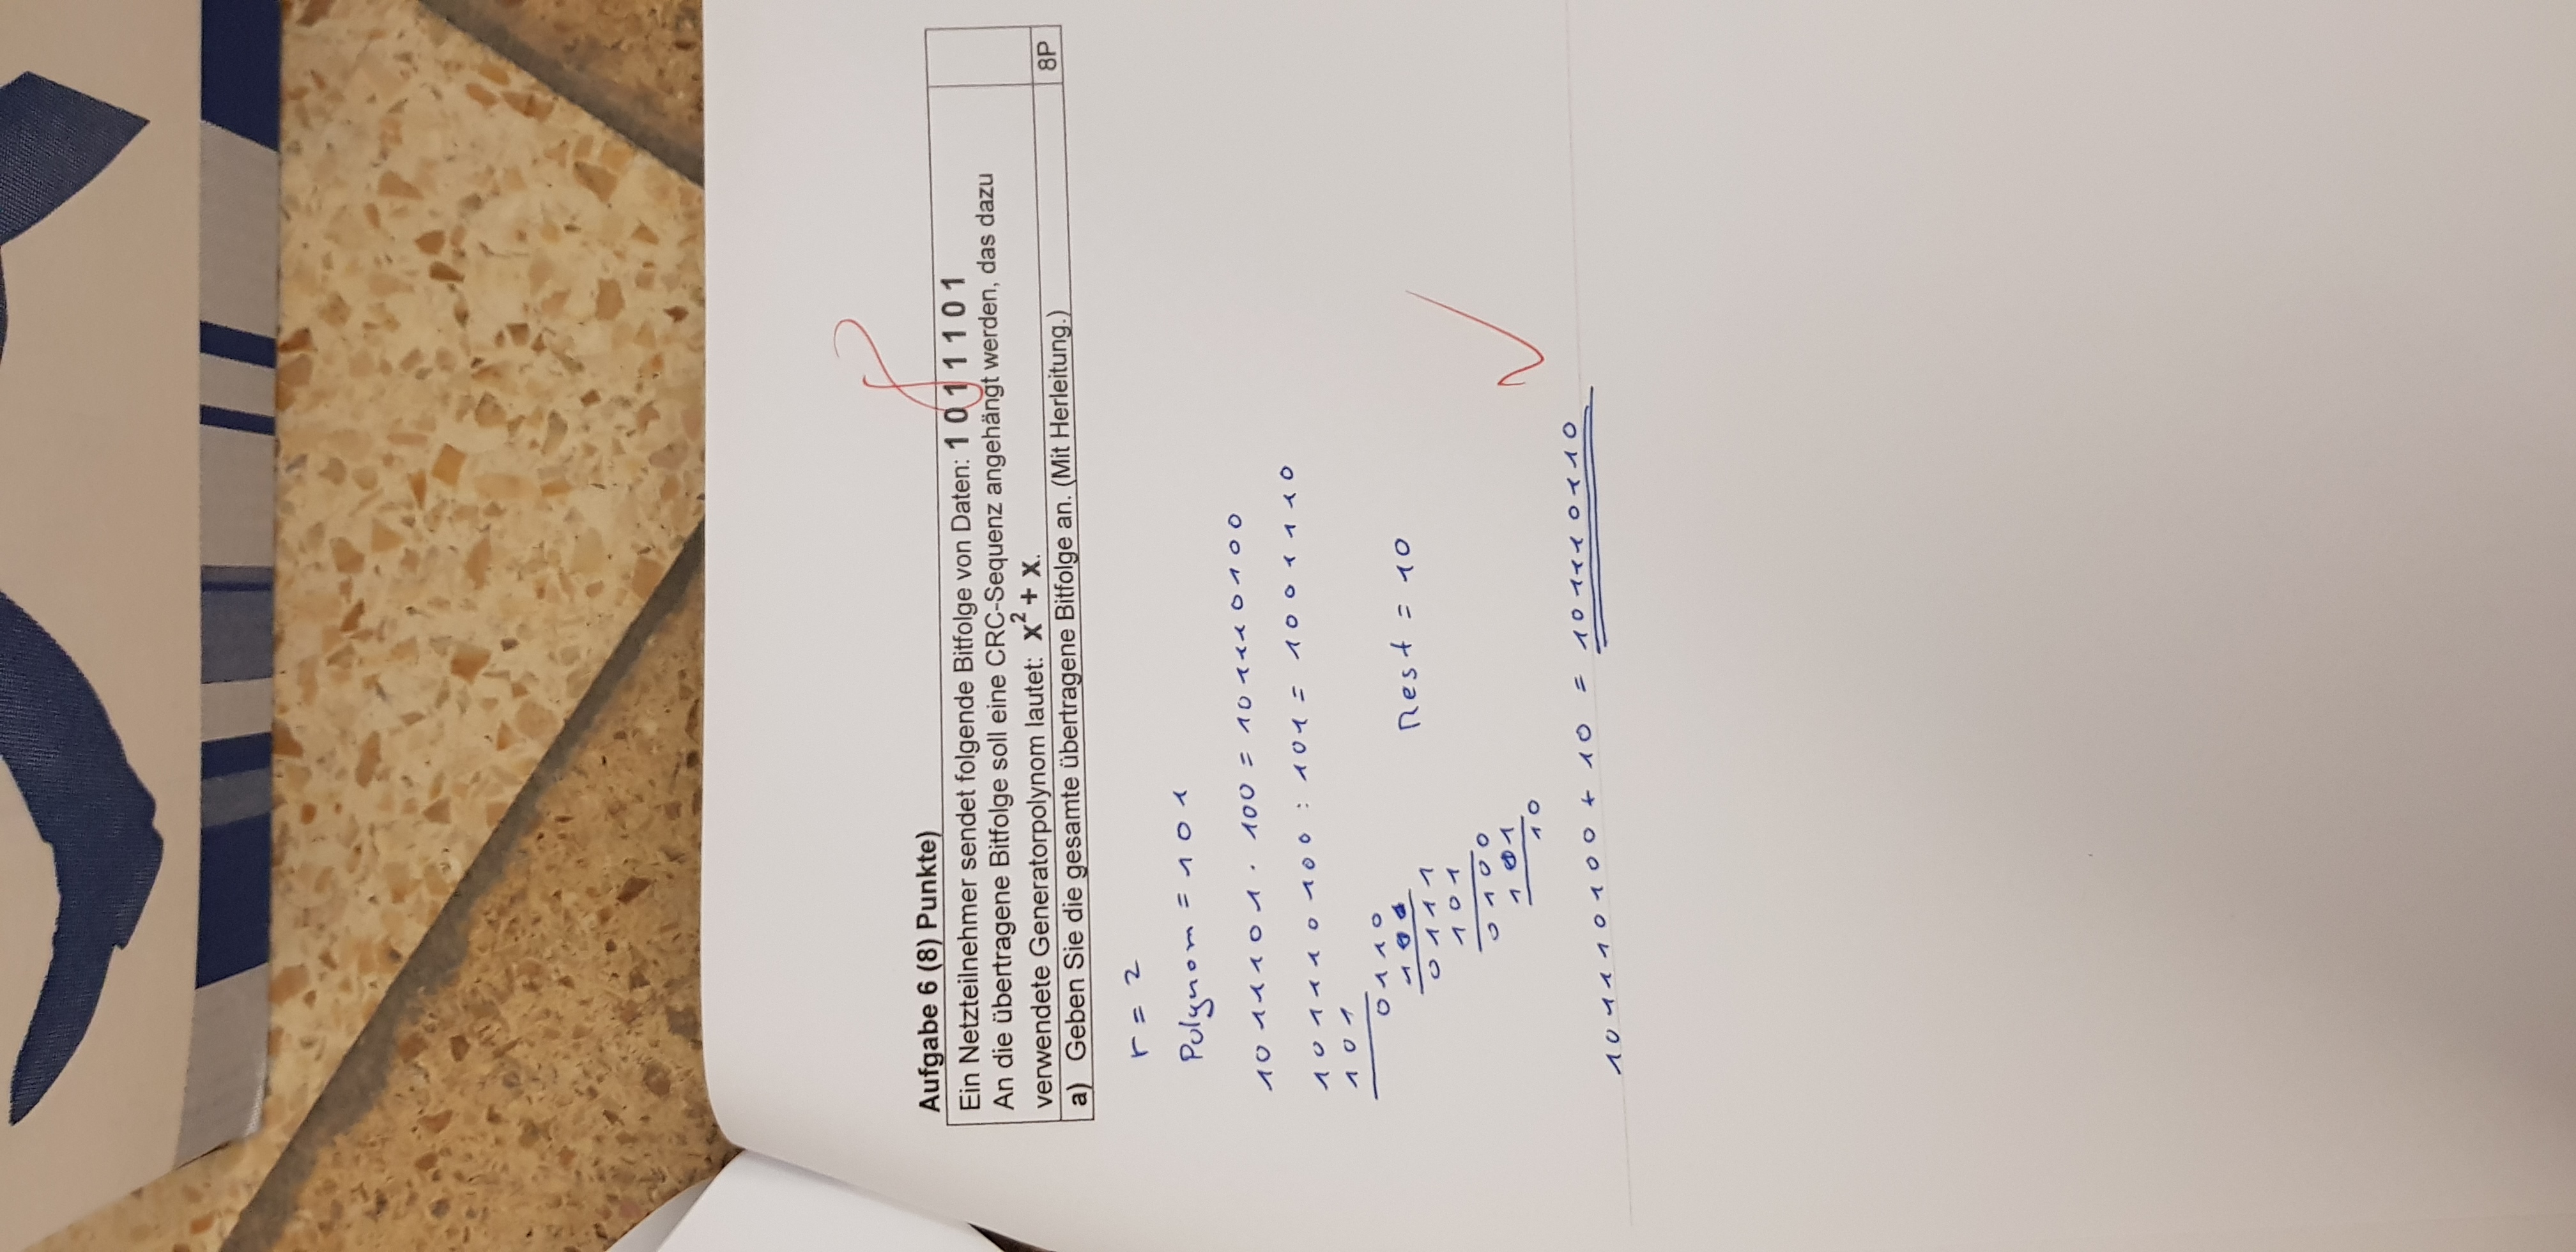 8
Aufgabe 6 (8) Punkte)
Ein Netzteilnehmer sendet folgende Bitfolge von Daten: 1 0 1 1 1 0 1
An die übertragene Bitfolge soll eine CRC-Sequenz angehängt werden, das dazu
verwendete Generatorpolynom lautet: x² + x.
a) Geben Sie die gesamte übertragene Bitfolge an. (Mit Herleitung.)
8P
r = 2
Polynom = 101
1011101 · 100 = 101110100
101110100 : 101 = 1001110
101
0110
101
0111
101
0100
101
10
Rest = 10
101110100 + 10 = 101110110